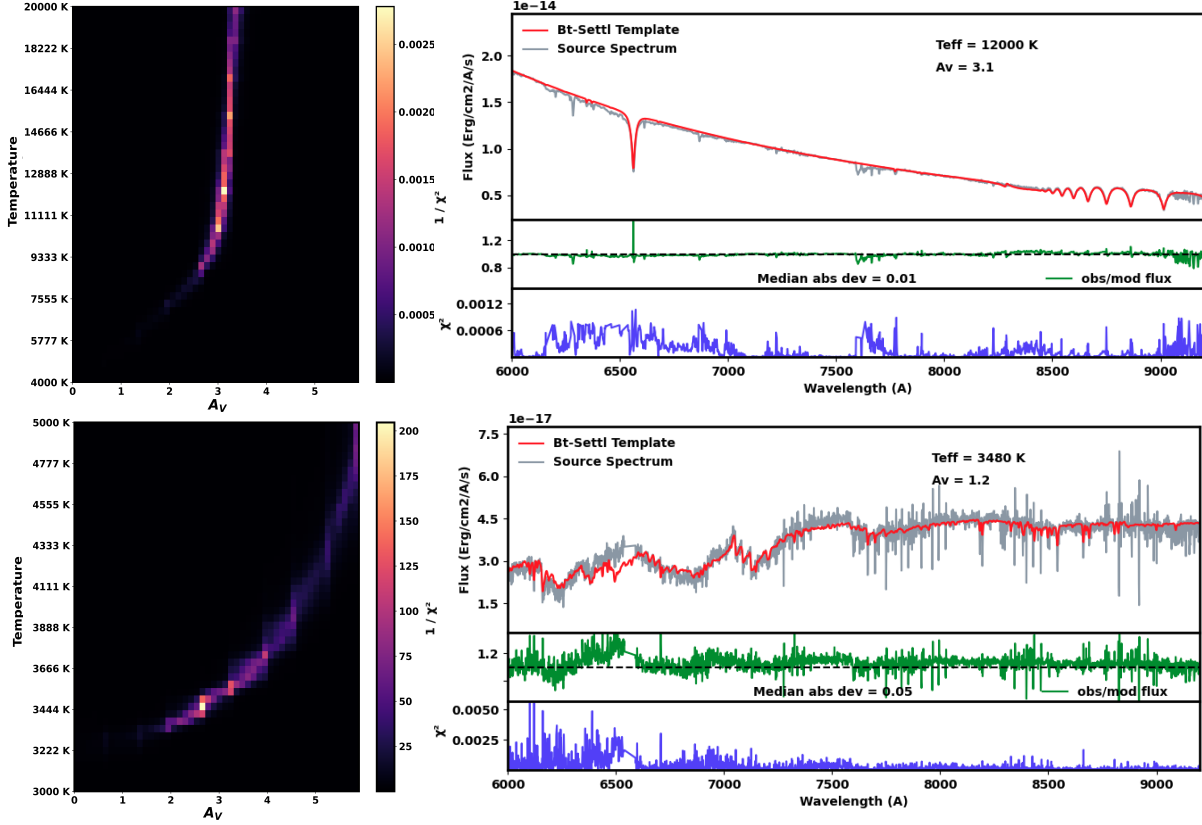 20000 K
18222 K
16444 K
14666 K
12888 K
11111 K
9333 K
7555 K
5777 K
4000 K
Temperature
0 1 2 3 4 5
A_V
0.0025
0.0020
0.0015
0.0010
0.0005
1 / χ²
1e−14
Bt-Settl Template
Source Spectrum
Teff = 12000 K
Av = 3.1
2.0
1.5
1.0
0.5
Flux (Erg/cm2/A/s)
1.2
0.8
Median abs dev = 0.01
obs/mod flux
0.0012
0.0006
χ²
6000 6500 7000 7500 8000 8500 9000
Wavelength (A)
5000 K
4777 K
4555 K
4333 K
4111 K
3888 K
3666 K
3444 K
3222 K
3000 K
Temperature
0 1 2 3 4 5
A_V
200
175
150
125
100
75
50
25
1 / χ²
1e−17
Bt-Settl Template
Source Spectrum
Teff = 3480 K
Av = 1.2
7.5
6.0
4.5
3.0
1.5
Flux (Erg/cm2/A/s)
1.2
Median abs dev = 0.05
obs/mod flux
0.0050
0.0025
χ²
6000 6500 7000 7500 8000 8500 9000
Wavelength (A)